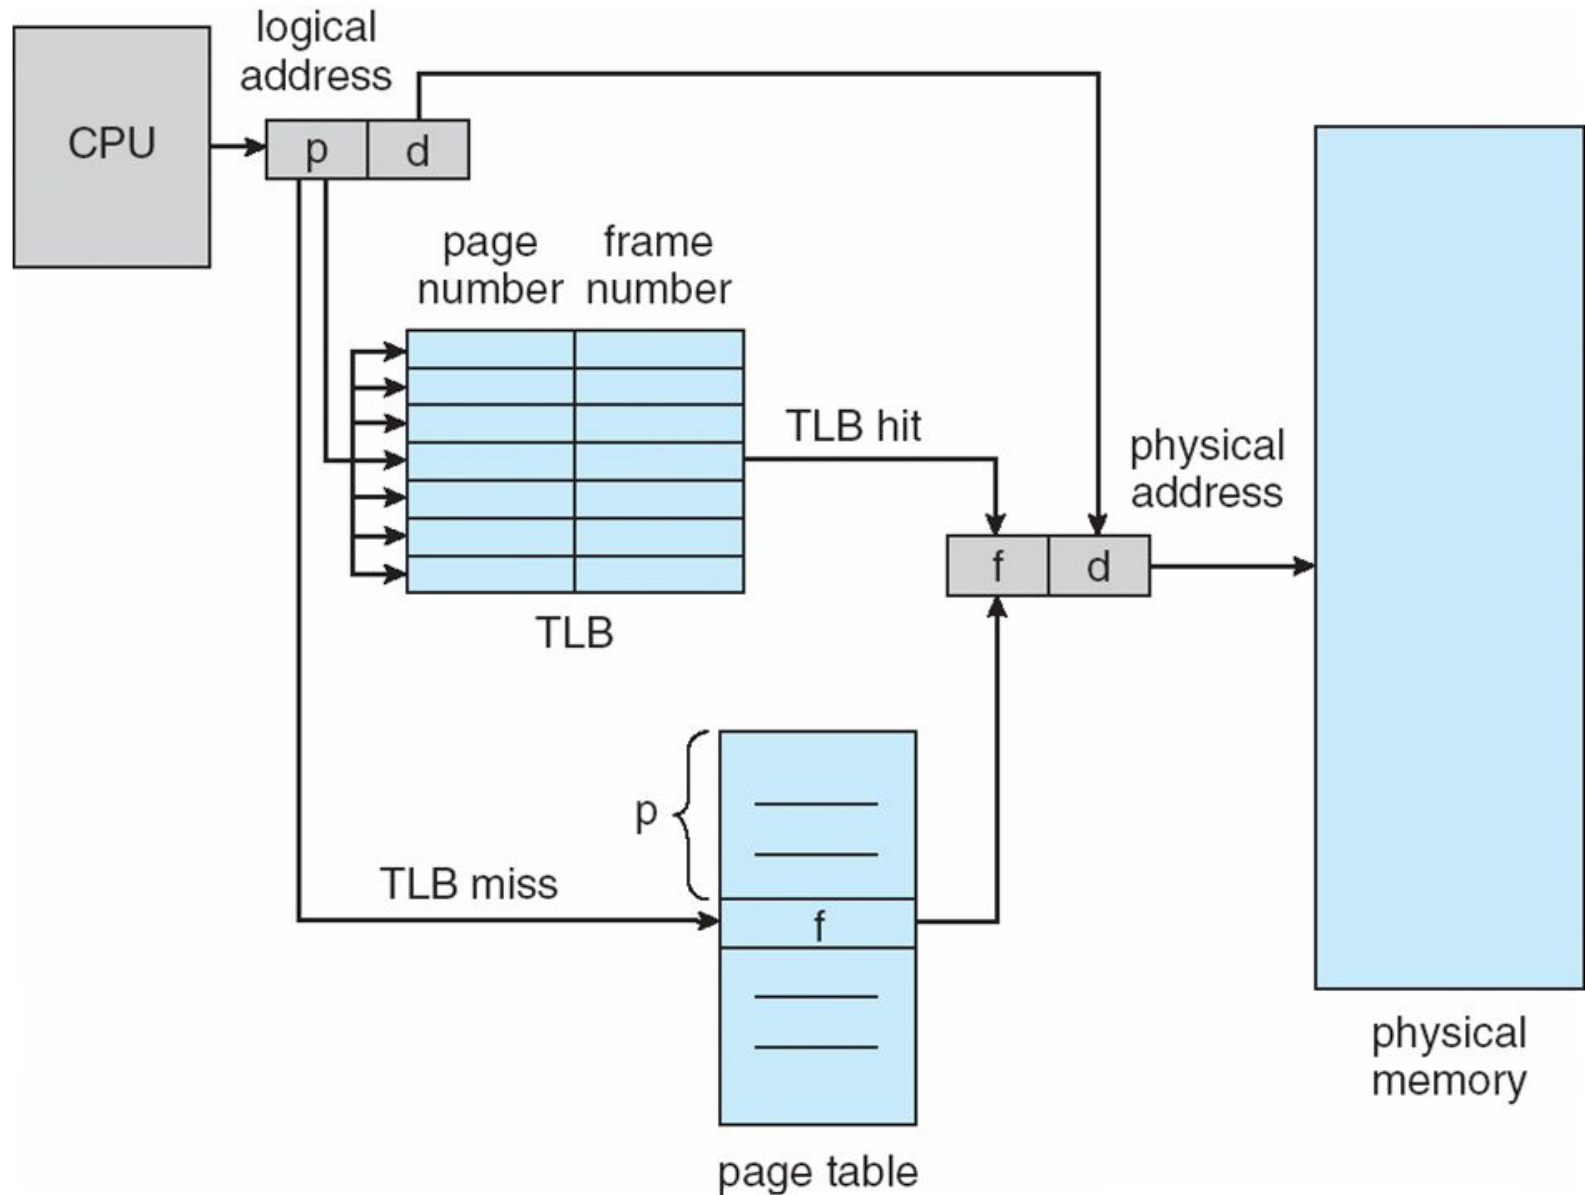 logical
address
CPU
p
d
page
number
frame
number
TLB hit
physical
address
f
d
TLB
p
TLB miss
f
physical
memory
page table